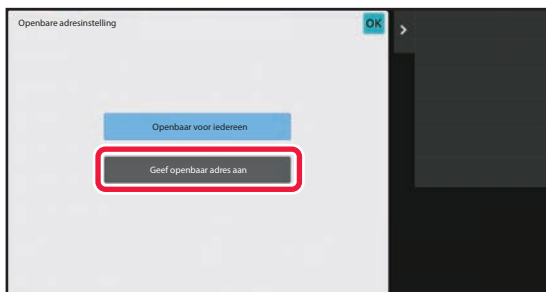 Openbare adresinstelling
OK
Openbaar voor iedereen
Geef openbaar adres aan